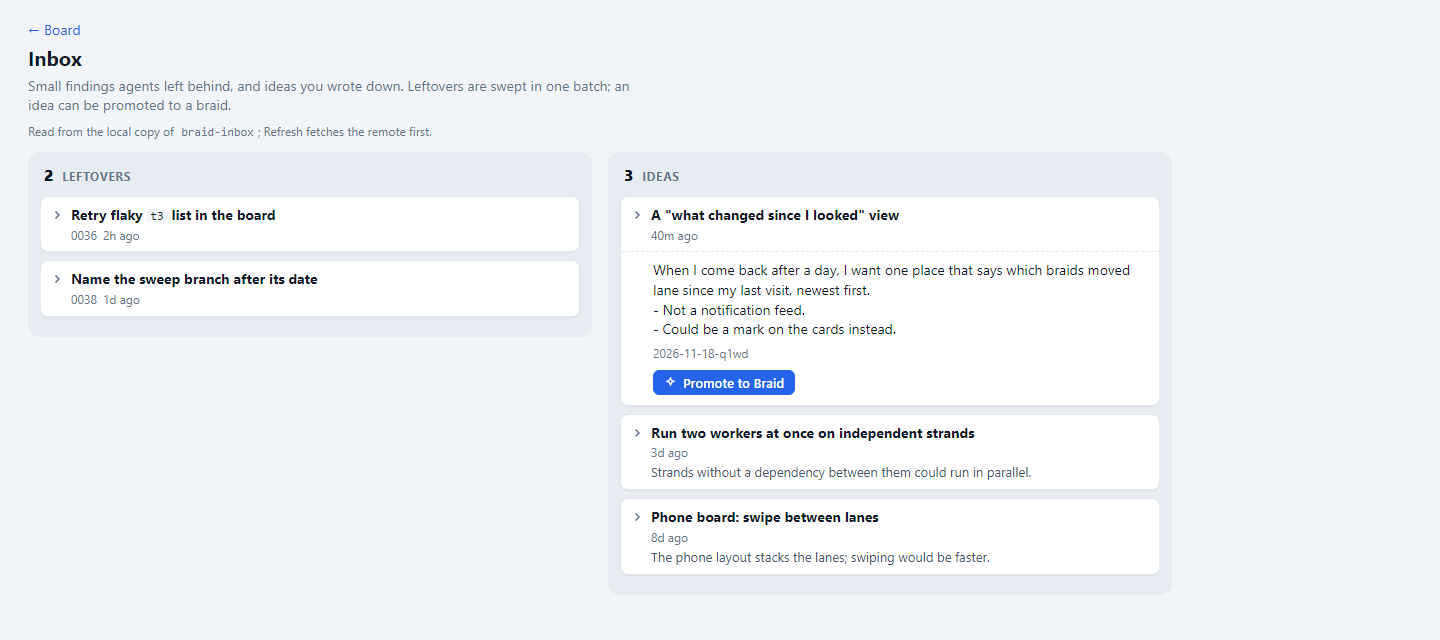 ← Board
Inbox
Small findings agents left behind, and ideas you wrote down. Leftovers are swept in one batch; an
idea can be promoted to a braid.
Read from the local copy of braid-inbox ; Refresh fetches the remote first.
2 LEFTOVERS
Retry flaky t3 list in the board
0036 2h ago
Name the sweep branch after its date
0038 1d ago
3 IDEAS
A "what changed since I looked" view
40m ago
When I come back after a day, I want one place that says which braids moved
lane since my last visit, newest first.
- Not a notification feed.
- Could be a mark on the cards instead.
2026-11-18-q1wd
Promote to Braid
Run two workers at once on independent strands
3d ago
Strands without a dependency between them could run in parallel.
Phone board: swipe between lanes
8d ago
The phone layout stacks the lanes; swiping would be faster.